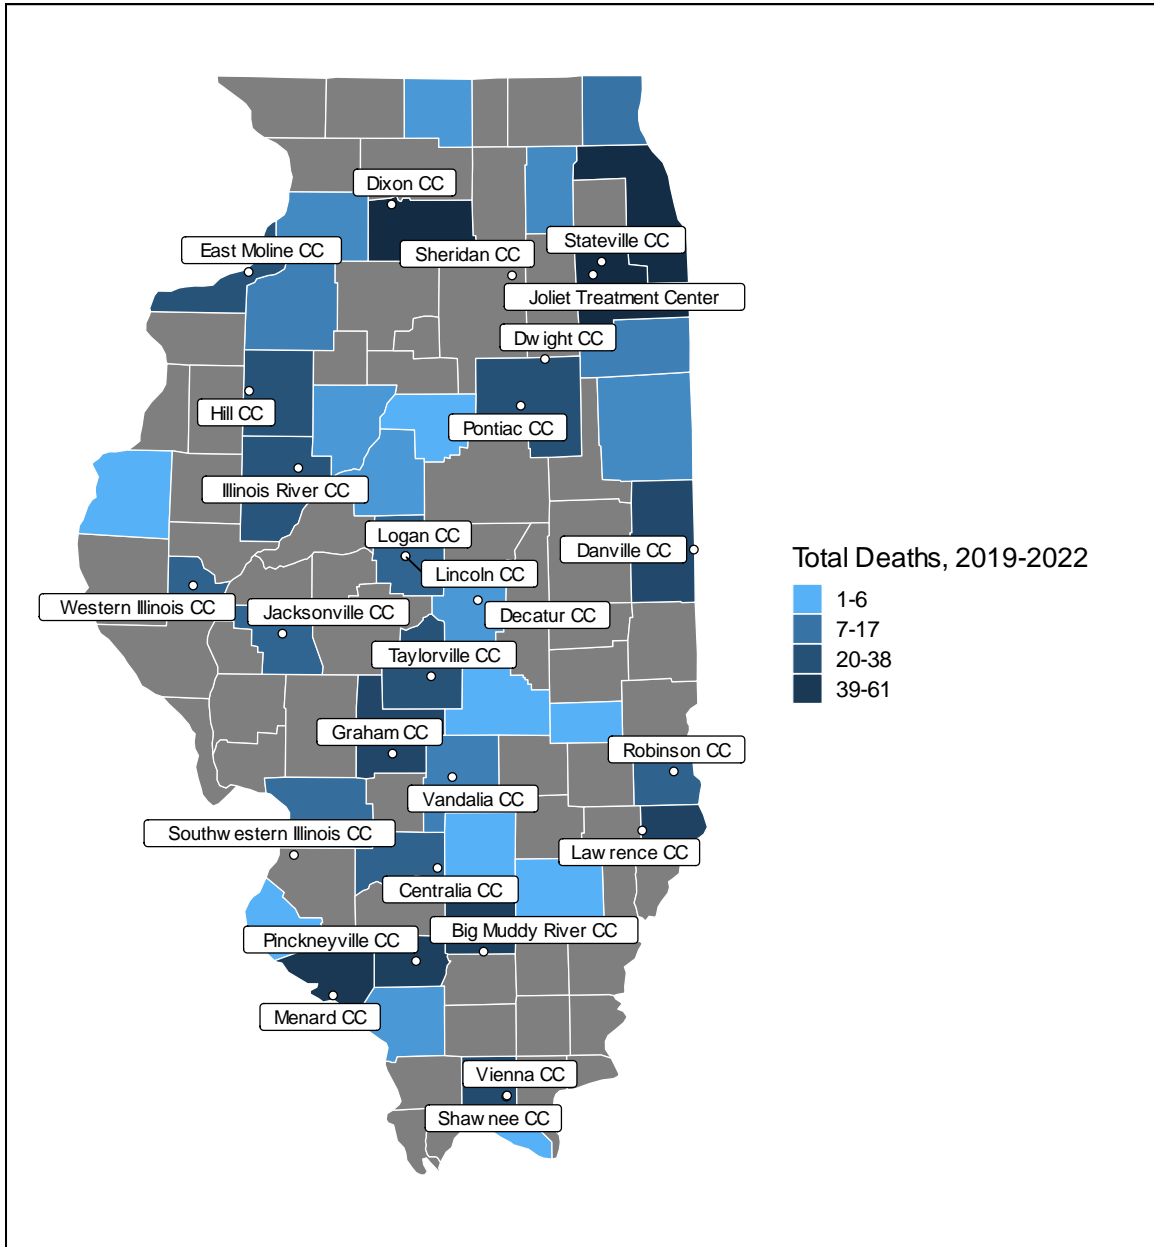 Dixon CC
Stateville CC
East Moline CC
Sheridan CC
Joliet Treatment Center
Dwight CC
Hill CC
Pontiac CC
Illinois River CC
Logan CC
Danville CC
Lincoln CC
Western Illinois CC
Jacksonville CC
Decatur CC
Taylorville CC
Graham CC
Robinson CC
Vandalia CC
Southwestern Illinois CC
Lawrence CC
Centralia CC
Big Muddy River CC
Pinckneyville CC
Menard CC
Vienna CC
Shawnee CC
Total Deaths, 2019-2022
1-6
7-17
20-38
39-61